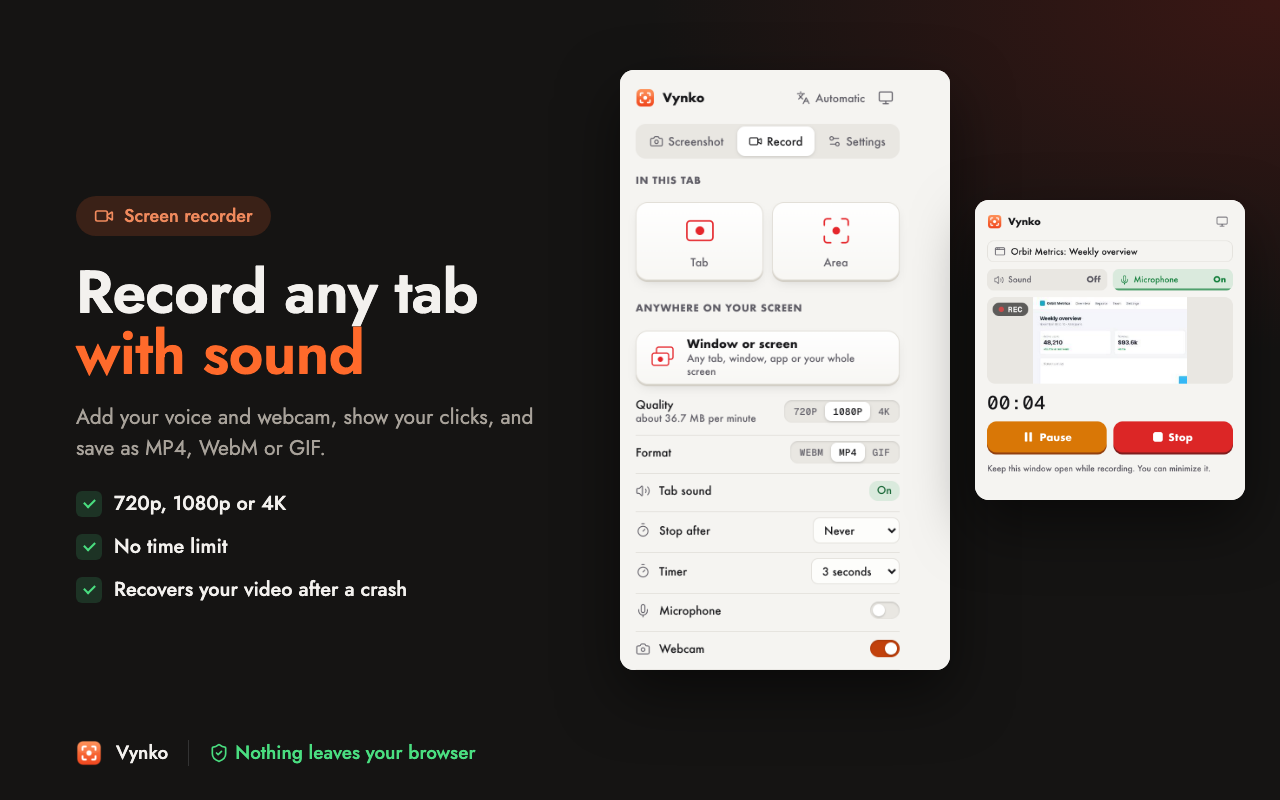 Screen recorder
Record any tab
with sound
Add your voice and webcam, show your clicks, and
save as MP4, WebM or GIF.
720p, 1080p or 4K
No time limit
Recovers your video after a crash
Vynko
Nothing leaves your browser
Vynko
Automatic
Screenshot
Record
Settings
IN THIS TAB
Tab
Area
ANYWHERE ON YOUR SCREEN
Window or screen
Any tab, window, app or your whole
screen
Quality
about 36.7 MB per minute
720P 1080P 4K
Format
WEBM MP4 GIF
Tab sound
On
Stop after
Never
Timer
3 seconds
Microphone
Webcam
Vynko
Orbit Metrics: Weekly overview
Sound Off
Microphone On
REC
Orbit Metrics Overview Reports Team Settings
Weekly overview
48,210
$93.6k
00:04
Pause
Stop
Keep this window open while recording. You can minimize it.